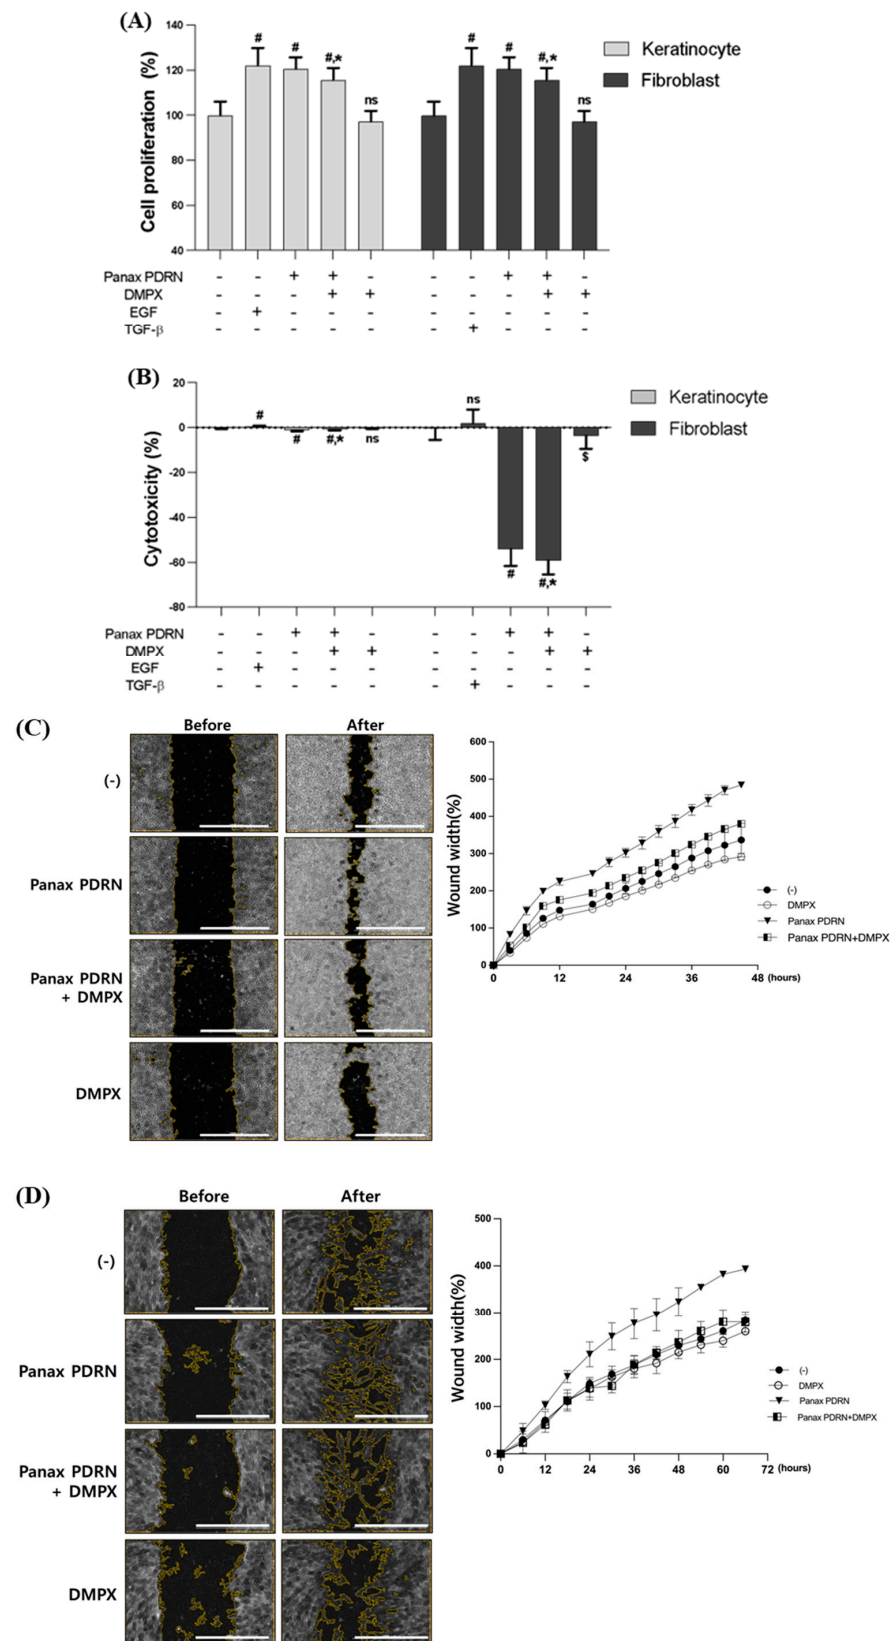 (A)
140
120
100
80
60
40
Cell proliferation (%)
# # #,* ns # # #,* ns
Keratinocyte
Fibroblast
Panax PDRN - - + + - - - + + -
DMPX - - - + + - - - + +
EGF - + - - - - - - - -
TGF-β - - - - - - + - - -
(B)
20
0
-20
-40
-60
-80
Cytotoxicity (%)
# # #,* ns ns # #,* $
Keratinocyte
Fibroblast
Panax PDRN - - + + - - - + + -
DMPX - - - + + - - - + +
EGF - + - - - - - - - -
TGF-β - - - - - - + - - -
(C)
Before After
(-)
Panax PDRN
Panax PDRN
+ DMPX
DMPX
600
500
400
300
200
100
0
Wound width(%)
0 12 24 36 48 (hours)
(-)
DMPX
Panax PDRN
Panax PDRN+DMPX
(D)
Before After
(-)
Panax PDRN
Panax PDRN
+ DMPX
DMPX
500
400
300
200
100
0
Wound width(%)
0 12 24 36 48 60 72 (hours)
(-)
DMPX
Panax PDRN
Panax PDRN+DMPX